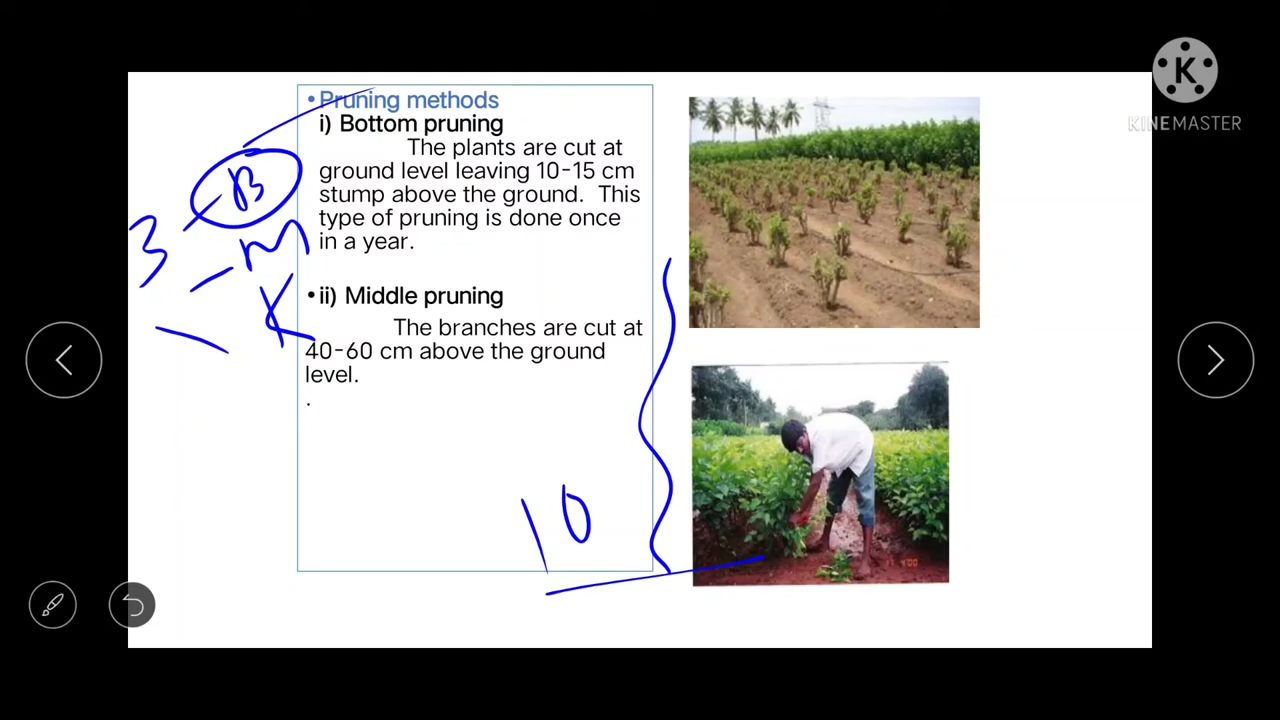 • Pruning methods
i) Bottom pruning
The plants are cut at
ground level leaving 10-15 cm
stump above the ground. This
type of pruning is done once
in a year.
• ii) Middle pruning
The branches are cut at
40-60 cm above the ground
level.
.
3 - B
- M
- K
10
K
KINEMASTER